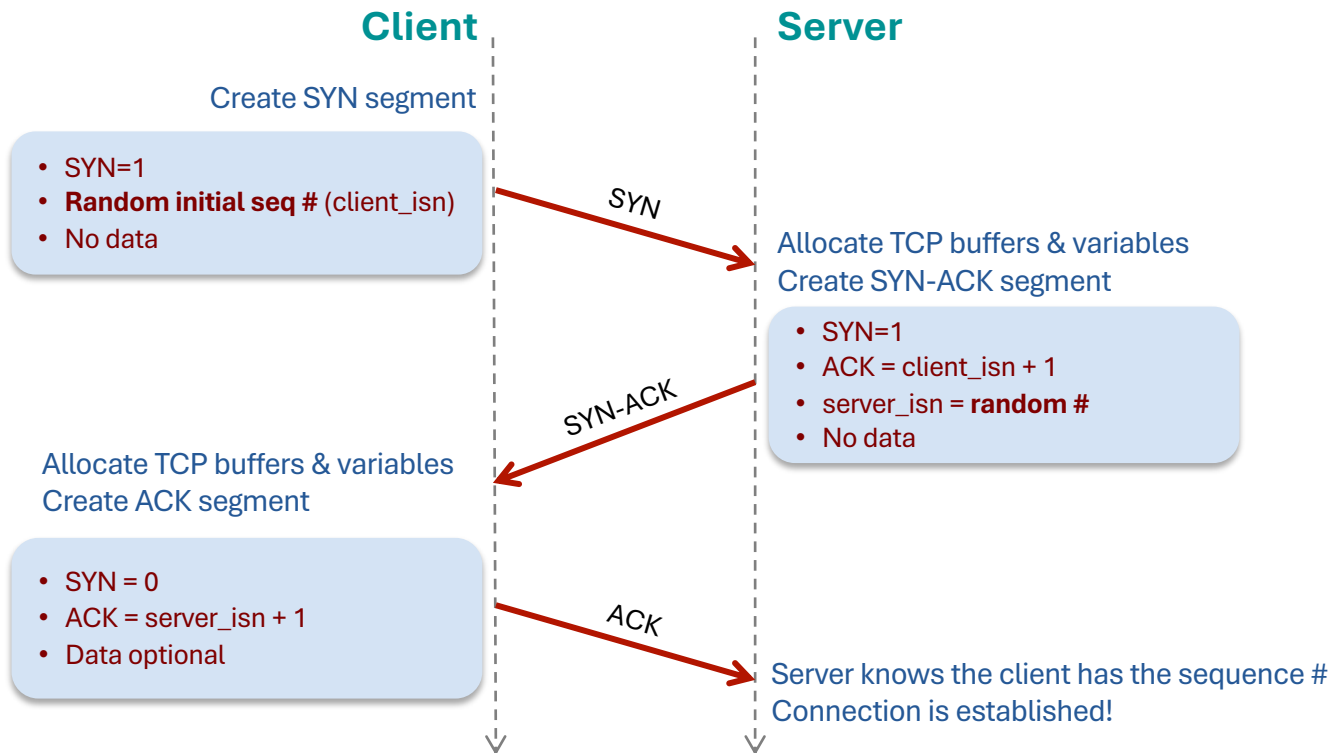 Client
Server
Create SYN segment
• SYN=1
• Random initial seq # (client_isn)
• No data
SYN
Allocate TCP buffers & variables
Create SYN-ACK segment
• SYN=1
• ACK = client_isn + 1
• server_isn = random #
• No data
SYN-ACK
Allocate TCP buffers & variables
Create ACK segment
• SYN = 0
• ACK = server_isn + 1
• Data optional
ACK
Server knows the client has the sequence #
Connection is established!